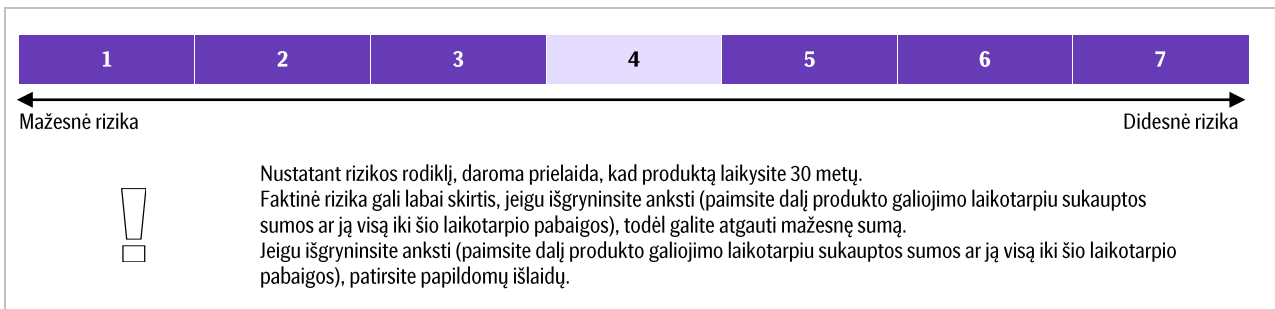 1 2 3 4 5 6 7
Mažesnė rizika Didesnė rizika
Nustatant rizikos rodiklį, daroma prielaida, kad produktą laikysite 30 metų.
Faktinė rizika gali labai skirtis, jeigu išgryninsite anksti (paimsite dalį produkto galiojimo laikotarpiu sukauptos
sumos ar ją visą iki šio laikotarpio pabaigos), todėl galite atgauti mažesnę sumą.
Jeigu išgryninsite anksti (paimsite dalį produkto galiojimo laikotarpiu sukauptos sumos ar ją visą iki šio laikotarpio
pabaigos), patirsite papildomų išlaidų.